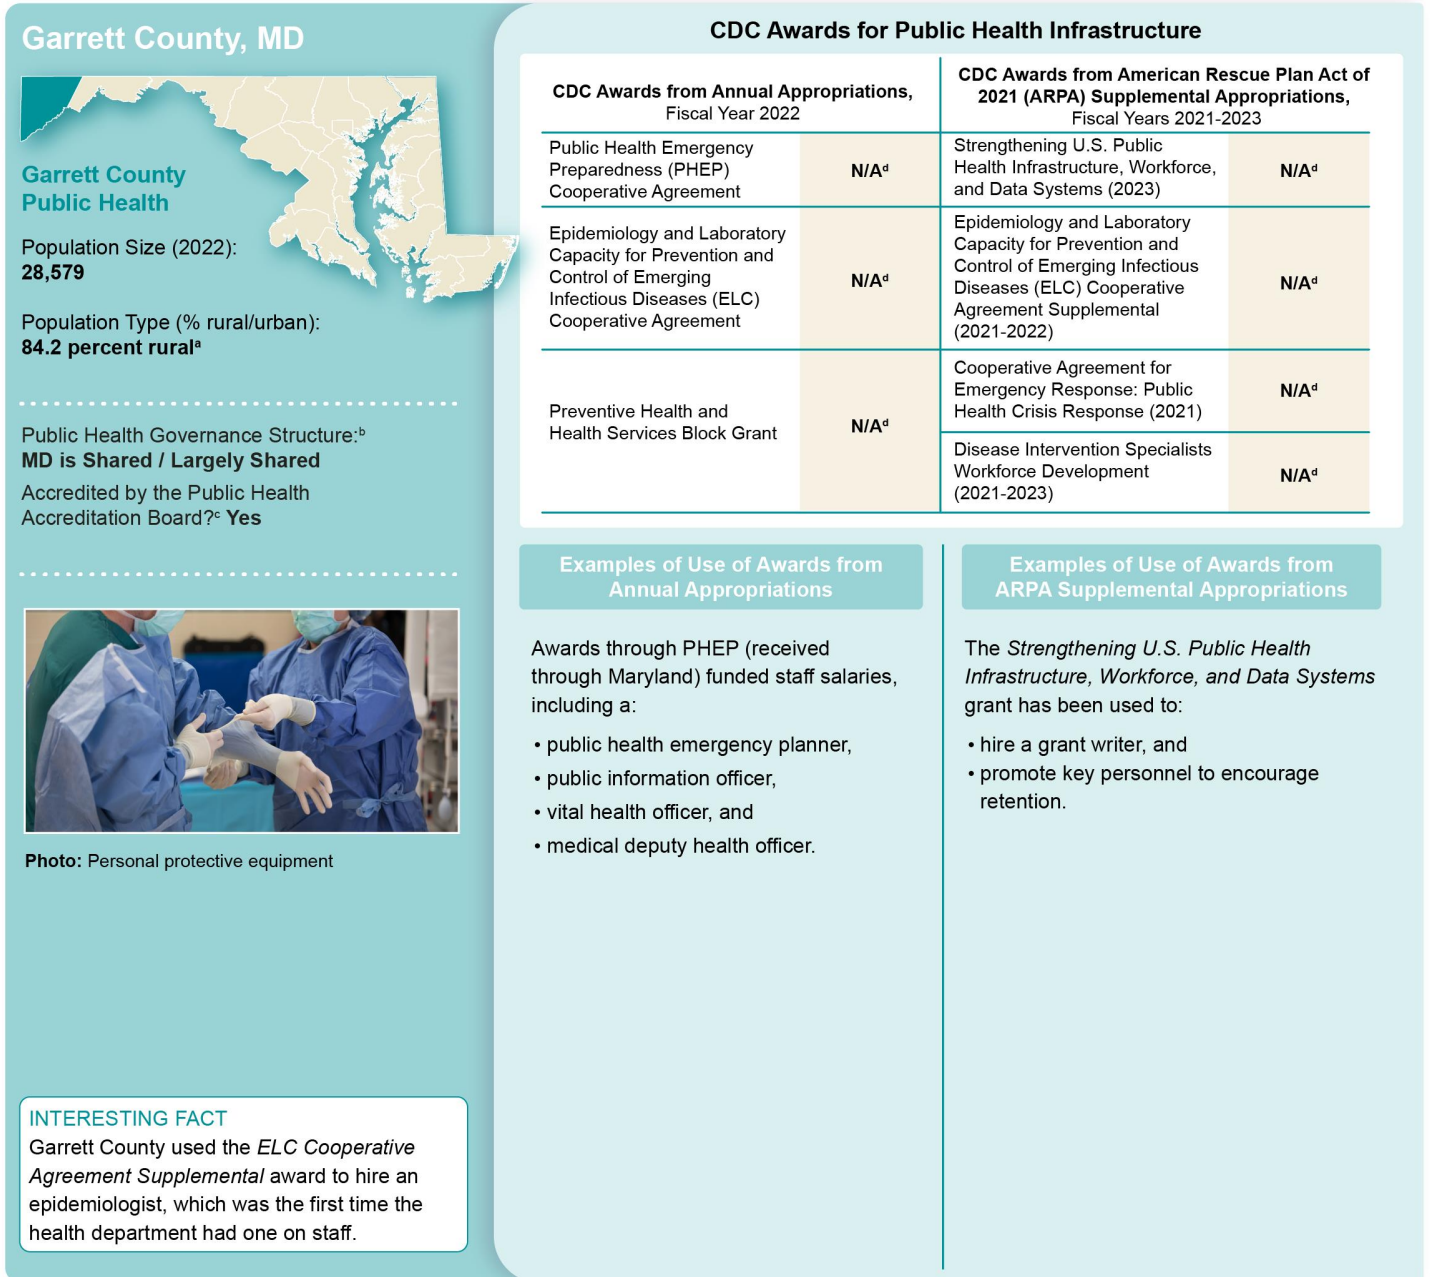 Garrett County, MD
Garrett County
Public Health
Population Size (2022):
28,579
Population Type (% rural/urban):
84.2 percent ruralᵃ
Public Health Governance Structure:ᵇ
MD is Shared / Largely Shared
Accredited by the Public Health
Accreditation Board?ᶜ Yes
Photo: Personal protective equipment
INTERESTING FACT
Garrett County used the ELC Cooperative
Agreement Supplemental award to hire an
epidemiologist, which was the first time the
health department had one on staff.
CDC Awards for Public Health Infrastructure
CDC Awards from Annual Appropriations,
Fiscal Year 2022
Public Health Emergency
Preparedness (PHEP)
Cooperative Agreement
N/Aᵈ
Epidemiology and Laboratory
Capacity for Prevention and
Control of Emerging
Infectious Diseases (ELC)
Cooperative Agreement
N/Aᵈ
Preventive Health and
Health Services Block Grant
N/Aᵈ
CDC Awards from American Rescue Plan Act of
2021 (ARPA) Supplemental Appropriations,
Fiscal Years 2021-2023
Strengthening U.S. Public
Health Infrastructure, Workforce,
and Data Systems (2023)
N/Aᵈ
Epidemiology and Laboratory
Capacity for Prevention and
Control of Emerging Infectious
Diseases (ELC) Cooperative
Agreement Supplemental
(2021-2022)
N/Aᵈ
Cooperative Agreement for
Emergency Response: Public
Health Crisis Response (2021)
N/Aᵈ
Disease Intervention Specialists
Workforce Development
(2021-2023)
N/Aᵈ
Examples of Use of Awards from
Annual Appropriations
Awards through PHEP (received
through Maryland) funded staff salaries,
including a:
• public health emergency planner,
• public information officer,
• vital health officer, and
• medical deputy health officer.
Examples of Use of Awards from
ARPA Supplemental Appropriations
The Strengthening U.S. Public Health
Infrastructure, Workforce, and Data Systems
grant has been used to:
• hire a grant writer, and
• promote key personnel to encourage
retention.